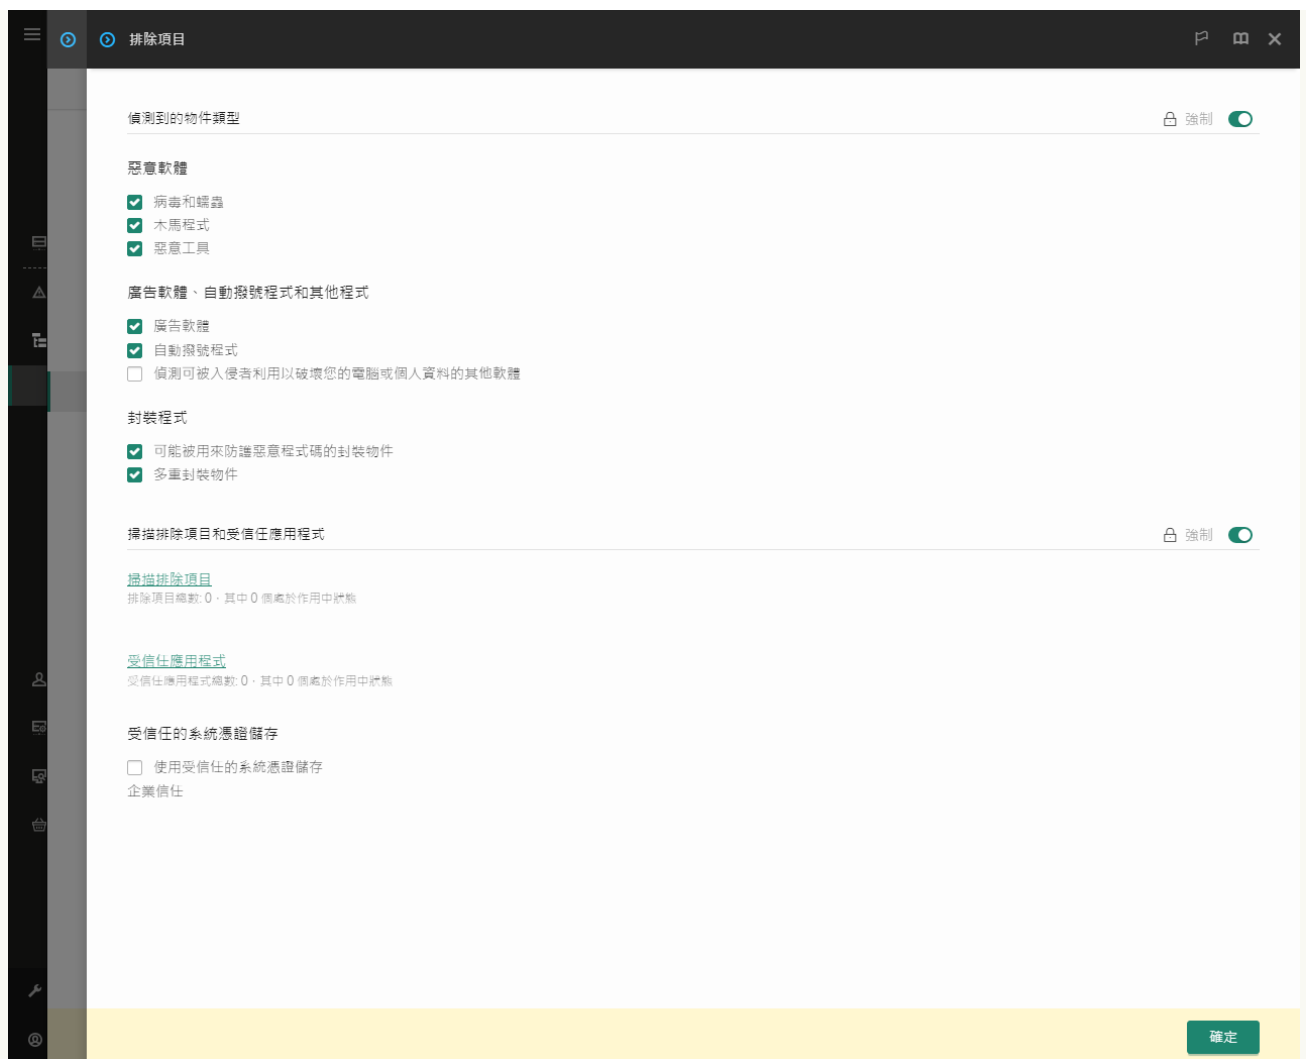 排除項目
偵測到的物件類型
強制
惡意軟體
病毒和蠕蟲
木馬程式
惡意工具
廣告軟體、自動撥號程式和其他程式
廣告軟體
自動撥號程式
偵測可被入侵者利用以破壞您的電腦或個人資料的其他軟體
封裝程式
可能被用來防護惡意程式碼的封裝物件
多重封裝物件
掃描排除項目和受信任應用程式
強制
掃描排除項目
排除項目總數: 0，其中 0 個處於作用中狀態
受信任應用程式
受信任應用程式總數: 0，其中 0 個處於作用中狀態
受信任的系統憑證儲存
使用受信任的系統憑證儲存
企業信任
確定